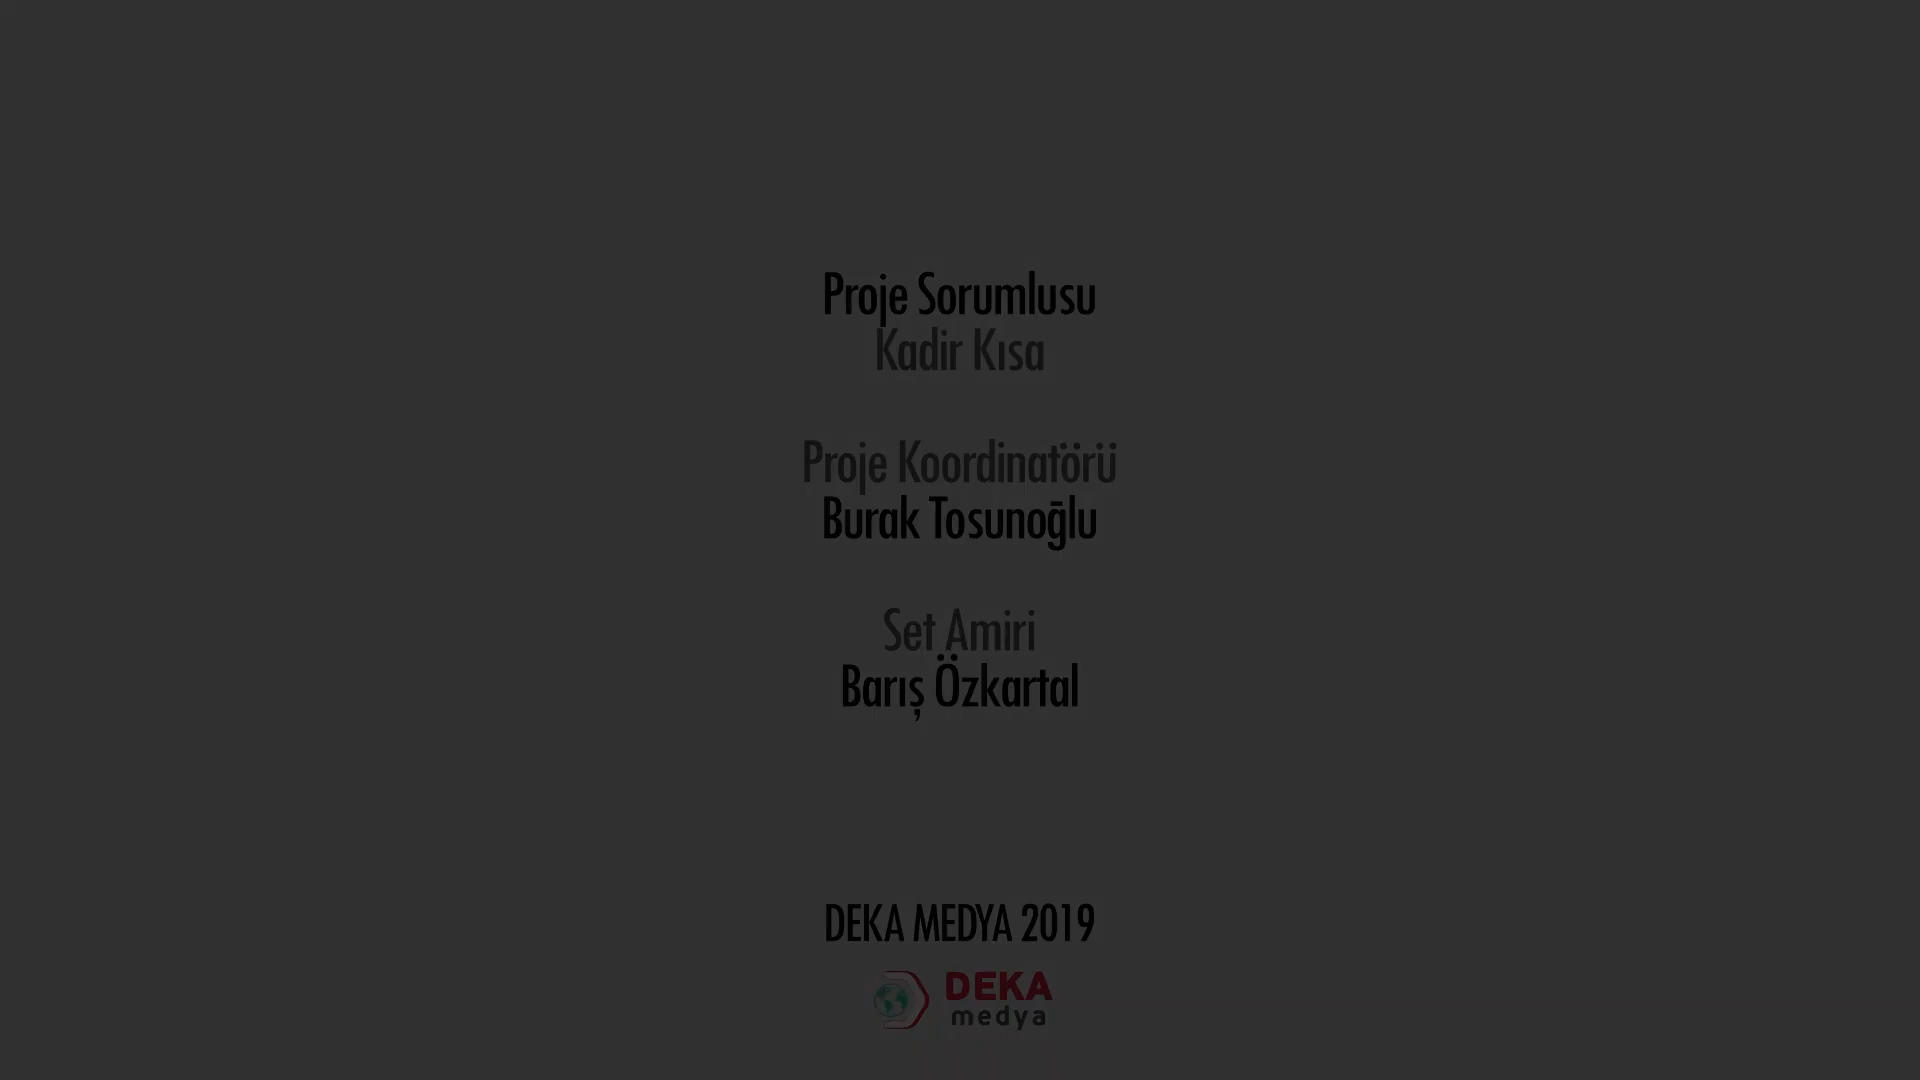 Proje Sorumlusu
Kadir Kısa
Proje Koordinatörü
Burak Tosunoğlu
Set Amiri
Barış Özkartal
DEKA MEDYA 2019
DEKA
medya